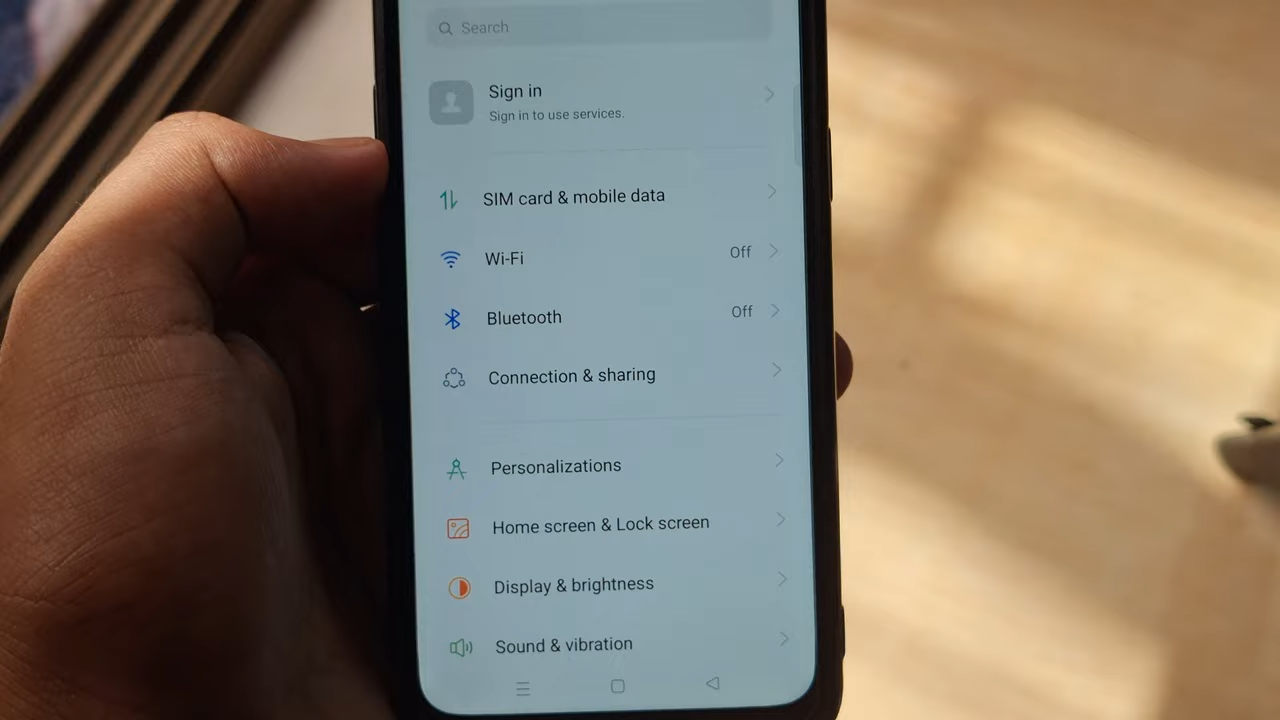 Search
Sign in
Sign in to use services.
SIM card & mobile data
Wi-Fi Off
Bluetooth Off
Connection & sharing
Personalizations
Home screen & Lock screen
Display & brightness
Sound & vibration